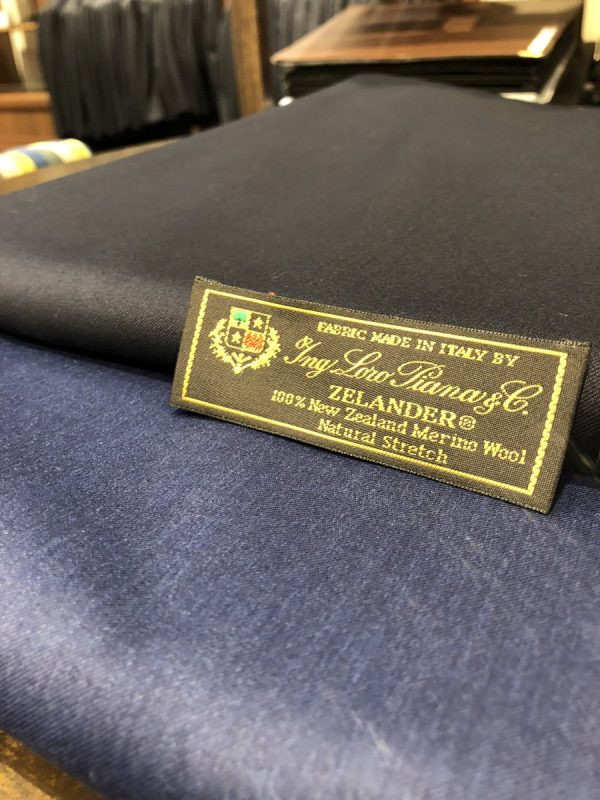 FABRIC MADE IN ITALY BY
Ing Loro Piana & C.
ZELANDER®
100% New Zealand Merino Wool
Natural Stretch